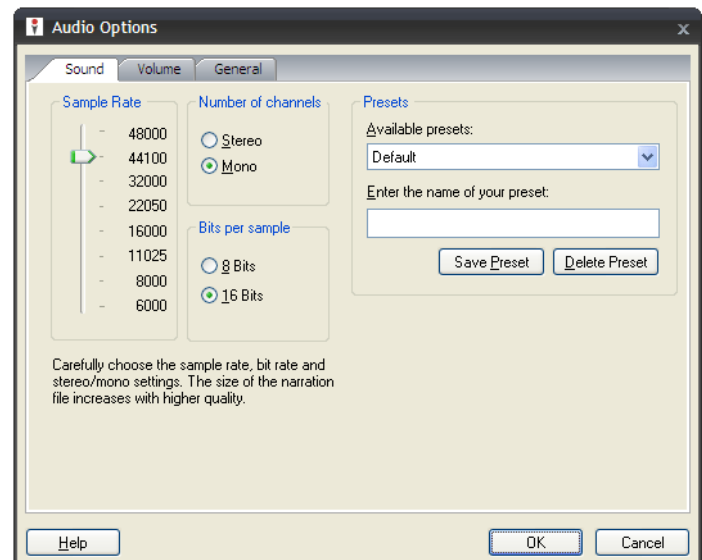 Audio Options
x
Sound
Volume
General
Sample Rate
48000
44100
32000
22050
16000
11025
8000
6000
Number of channels
Stereo
Mono
Bits per sample
8 Bits
16 Bits
Presets
Available presets:
Default
Enter the name of your preset:
Save Preset
Delete Preset
Carefully choose the sample rate, bit rate and
stereo/mono settings. The size of the narration
file increases with higher quality.
Help
OK
Cancel